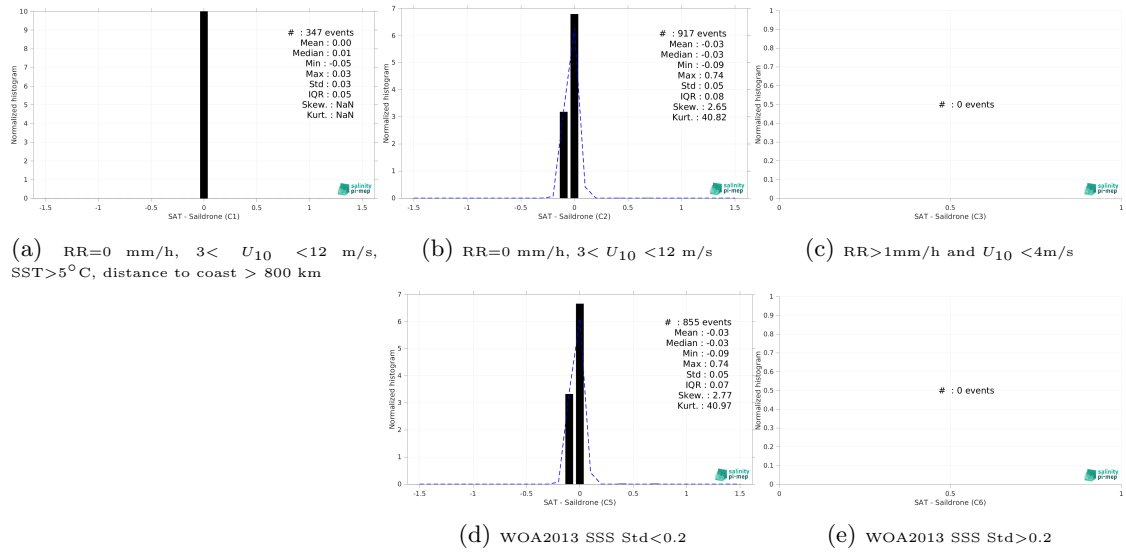 10
9
8
7
6
5
4
3
2
1
0
Normalized histogram
# : 347 events
Mean : 0.00
Median : 0.01
Min : -0.05
Max : 0.03
Std : 0.03
IQR : 0.05
Skew. : NaN
Kurt. : NaN
salinity
pi-mep
-1.5 -1 -0.5 0 0.5 1 1.5
SAT - Saildrone (C1)
(a) RR=0 mm/h, 3< U10 <12 m/s,
SST>5°C, distance to coast > 800 km
7
6
5
4
3
2
1
0
Normalized histogram
# : 917 events
Mean : -0.03
Median : -0.03
Min : -0.09
Max : 0.74
Std : 0.05
IQR : 0.08
Skew. : 2.65
Kurt. : 40.82
salinity
pi-mep
-1.5 -1 -0.5 0 0.5 1 1.5
SAT - Saildrone (C2)
(b) RR=0 mm/h, 3< U10 <12 m/s
1
0.9
0.8
0.7
0.6
0.5
0.4
0.3
0.2
0.1
0
Normalized histogram
# : 0 events
salinity
pi-mep
0 0.5 1
SAT - Saildrone (C3)
(c) RR>1mm/h and U10 <4m/s
7
6
5
4
3
2
1
0
Normalized histogram
# : 855 events
Mean : -0.03
Median : -0.03
Min : -0.09
Max : 0.74
Std : 0.05
IQR : 0.07
Skew. : 2.77
Kurt. : 40.97
salinity
pi-mep
-1.5 -1 -0.5 0 0.5 1 1.5
SAT - Saildrone (C5)
(d) WOA2013 SSS Std<0.2
1
0.9
0.8
0.7
0.6
0.5
0.4
0.3
0.2
0.1
0
Normalized histogram
# : 0 events
salinity
pi-mep
0 0.5 1
SAT - Saildrone (C6)
(e) WOA2013 SSS Std>0.2